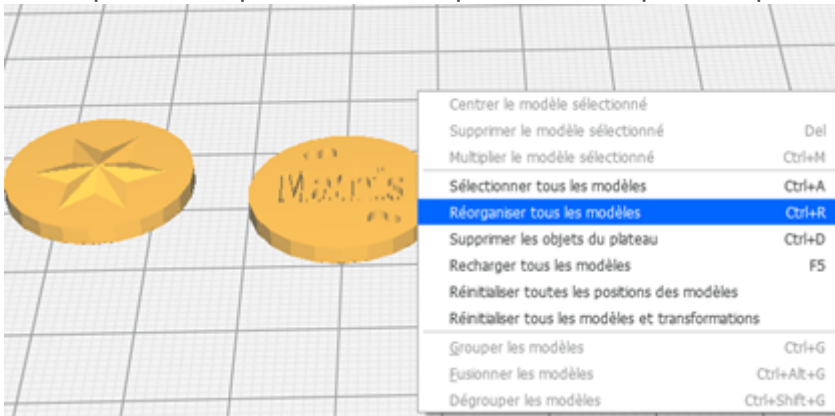 Matnis
Centrer le modèle sélectionné
Supprimer le modèle sélectionné Del
Multiplier le modèle sélectionné Ctrl+M
Sélectionner tous les modèles Ctrl+A
Réorganiser tous les modèles Ctrl+R
Supprimer les objets du plateau Ctrl+D
Recharger tous les modèles F5
Réinitialiser toutes les positions des modèles
Réinitialiser tous les modèles et transformations
Grouper les modèles Ctrl+G
Fusionner les modèles Ctrl+Alt+G
Dégrouper les modèles Ctrl+Shift+G